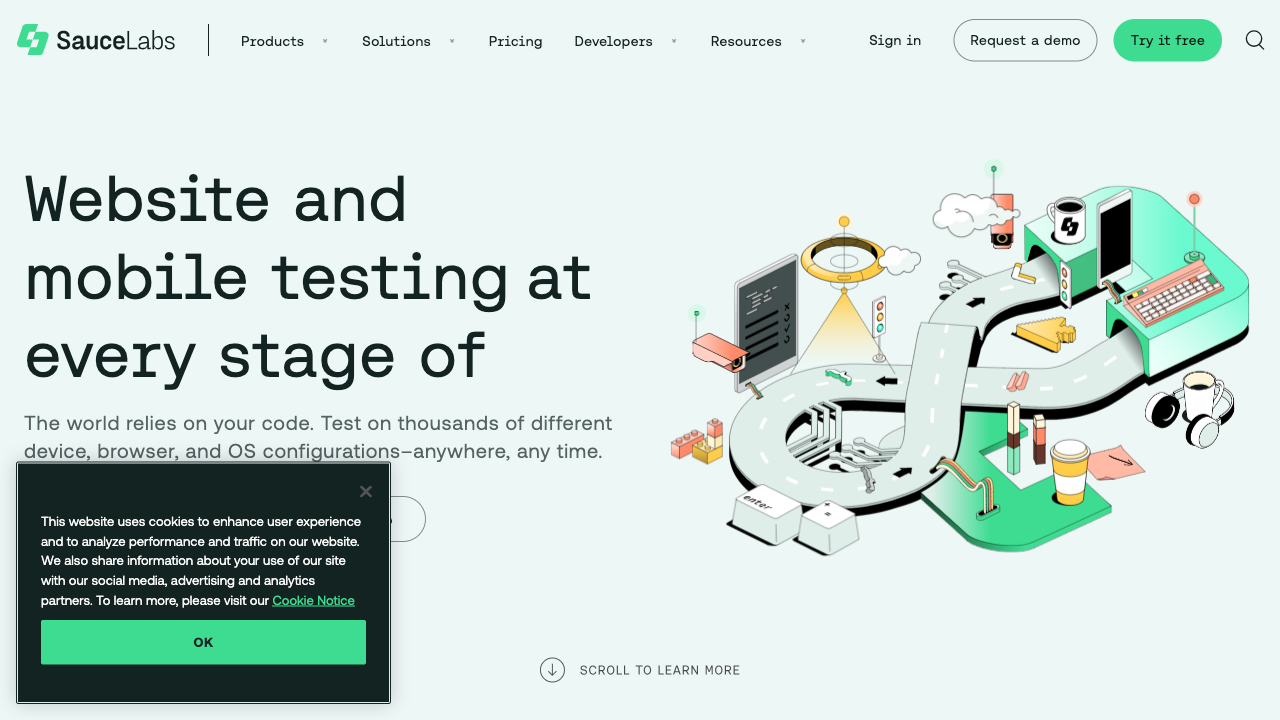 SauceLabs
Products
Solutions
Pricing
Developers
Resources
Sign in
Request a demo
Try it free
Website and
mobile testing at
every stage of
The world relies on your code. Test on thousands of different
device, browser, and OS configurations–anywhere, any time.
This website uses cookies to enhance user experience
and to analyze performance and traffic on our website.
We also share information about your use of our site
with our social media, advertising and analytics
partners. To learn more, please visit our Cookie Notice
OK
enter
SCROLL TO LEARN MORE